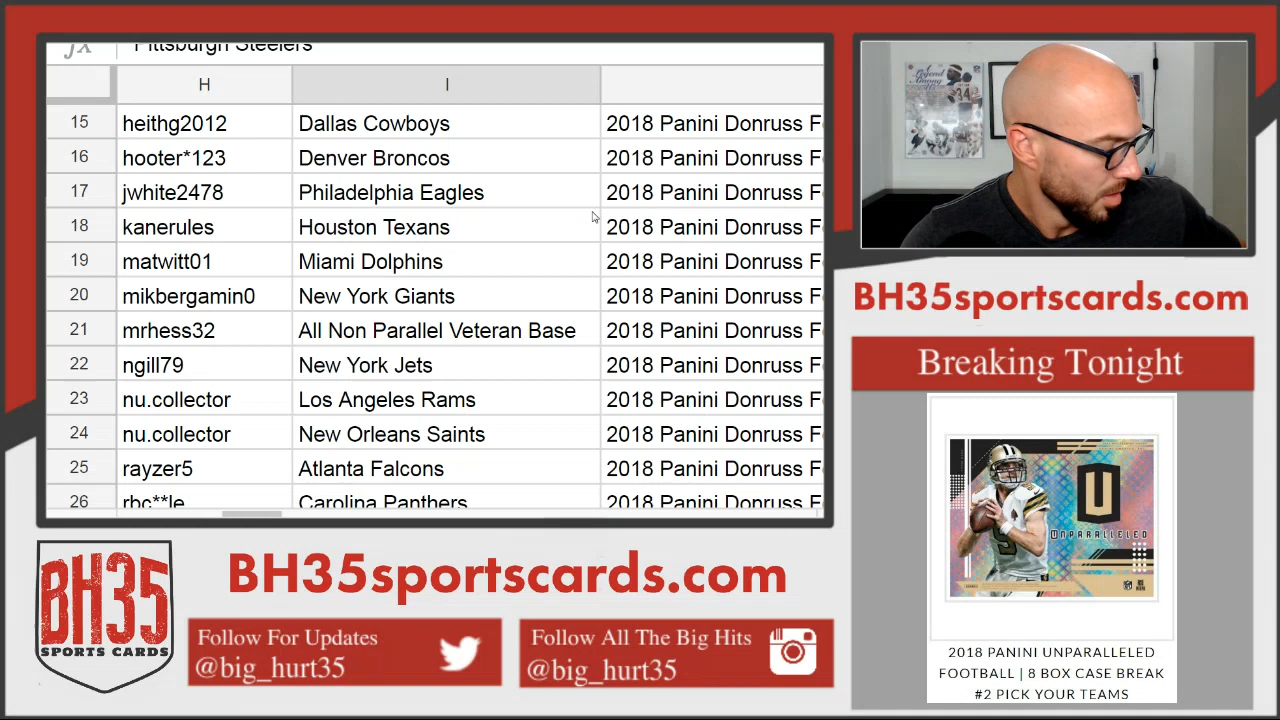 fx Pittsburgh Steelers
H I
15 heithg2012 Dallas Cowboys 2018 Panini Donruss F
16 hooter*123 Denver Broncos 2018 Panini Donruss F
17 jwhite2478 Philadelphia Eagles 2018 Panini Donruss F
18 kanerules Houston Texans 2018 Panini Donruss F
19 matwitt01 Miami Dolphins 2018 Panini Donruss F
20 mikbergamin0 New York Giants 2018 Panini Donruss F
21 mrhess32 All Non Parallel Veteran Base 2018 Panini Donruss F
22 ngill79 New York Jets 2018 Panini Donruss F
23 nu.collector Los Angeles Rams 2018 Panini Donruss F
24 nu.collector New Orleans Saints 2018 Panini Donruss F
25 rayzer5 Atlanta Falcons 2018 Panini Donruss F
26 rbc**le Carolina Panthers 2018 Panini Donruss F
Legend
34
BH35sportscards.com
Breaking Tonight
U
UNPARALLELED
2018 PANINI UNPARALLELED
FOOTBALL | 8 BOX CASE BREAK
#2 PICK YOUR TEAMS
BH35
SPORTS CARDS
BH35sportscards.com
Follow For Updates
@big_hurt35
Follow All The Big Hits
@big_hurt35